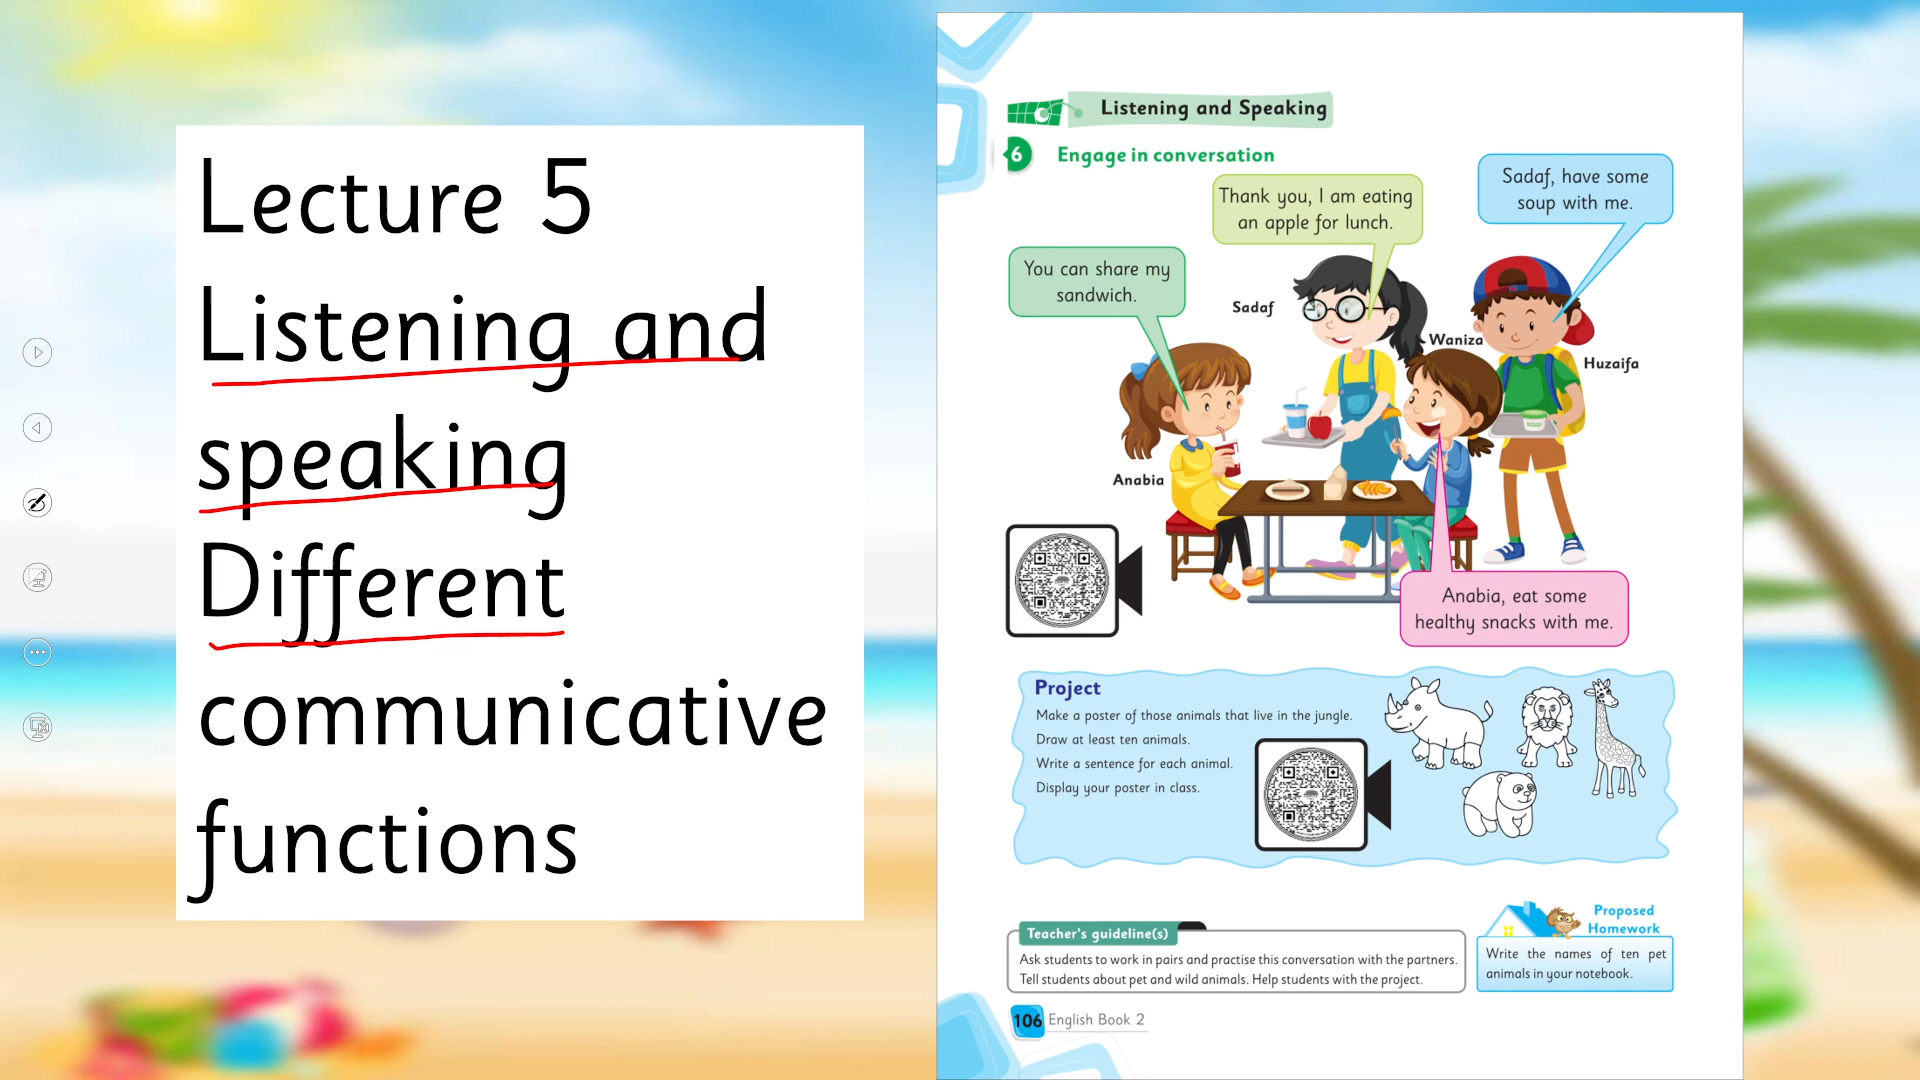 Lecture 5
Listening and
speaking
Different
communicative
functions
Listening and Speaking
6 Engage in conversation
Sadaf, have some
soup with me.
Thank you, I am eating
an apple for lunch.
You can share my
sandwich.
Sadaf
Waniza
Huzaifa
Anabia
soup
Anabia, eat some
healthy snacks with me.
Project
Make a poster of those animals that live in the jungle.
Draw at least ten animals.
Write a sentence for each animal.
Display your poster in class.
Proposed
Homework
Write the names of ten pet
animals in your notebook.
Teacher's guideline(s)
Ask students to work in pairs and practise this conversation with the partners.
Tell students about pet and wild animals. Help students with the project.
106 English Book 2